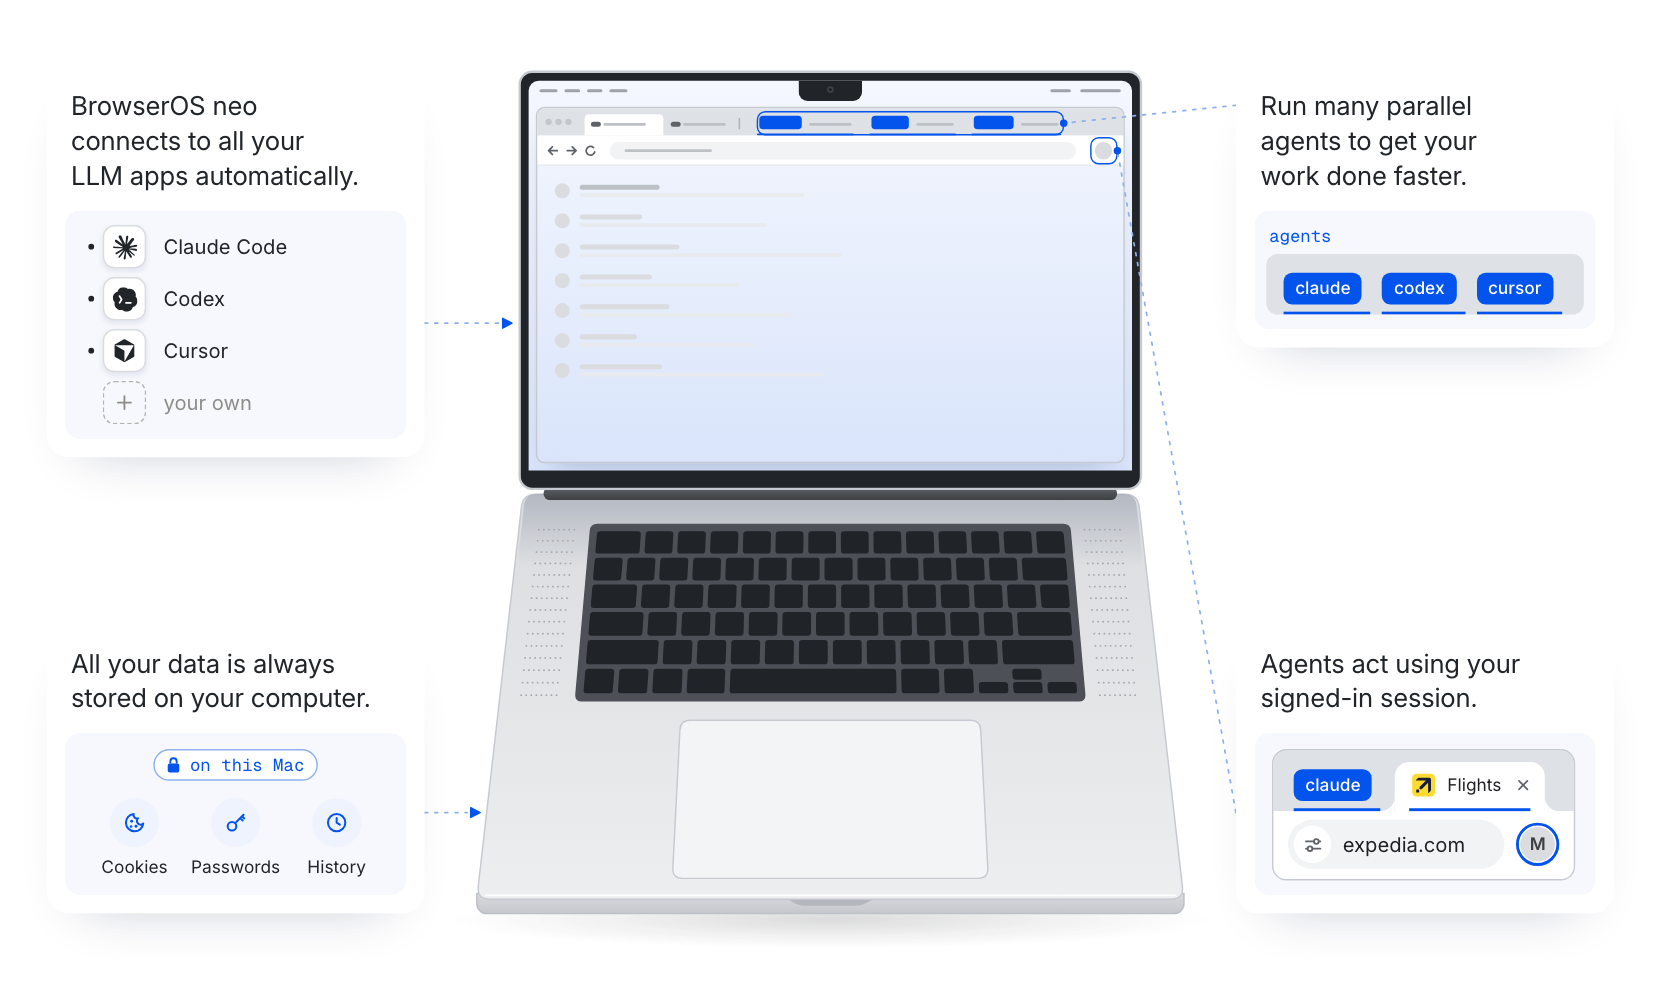 BrowserOS neo
connects to all your
LLM apps automatically.
Claude Code
Codex
Cursor
your own
Run many parallel
agents to get your
work done faster.
agents
claude codex cursor
All your data is always
stored on your computer.
on this Mac
Cookies Passwords History
Agents act using your
signed-in session.
claude Flights
expedia.com M